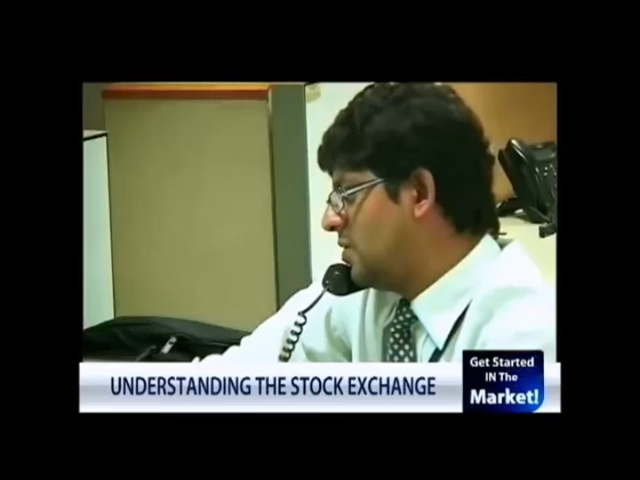 UNDERSTANDING THE STOCK EXCHANGE
Get Started
IN The
Market!